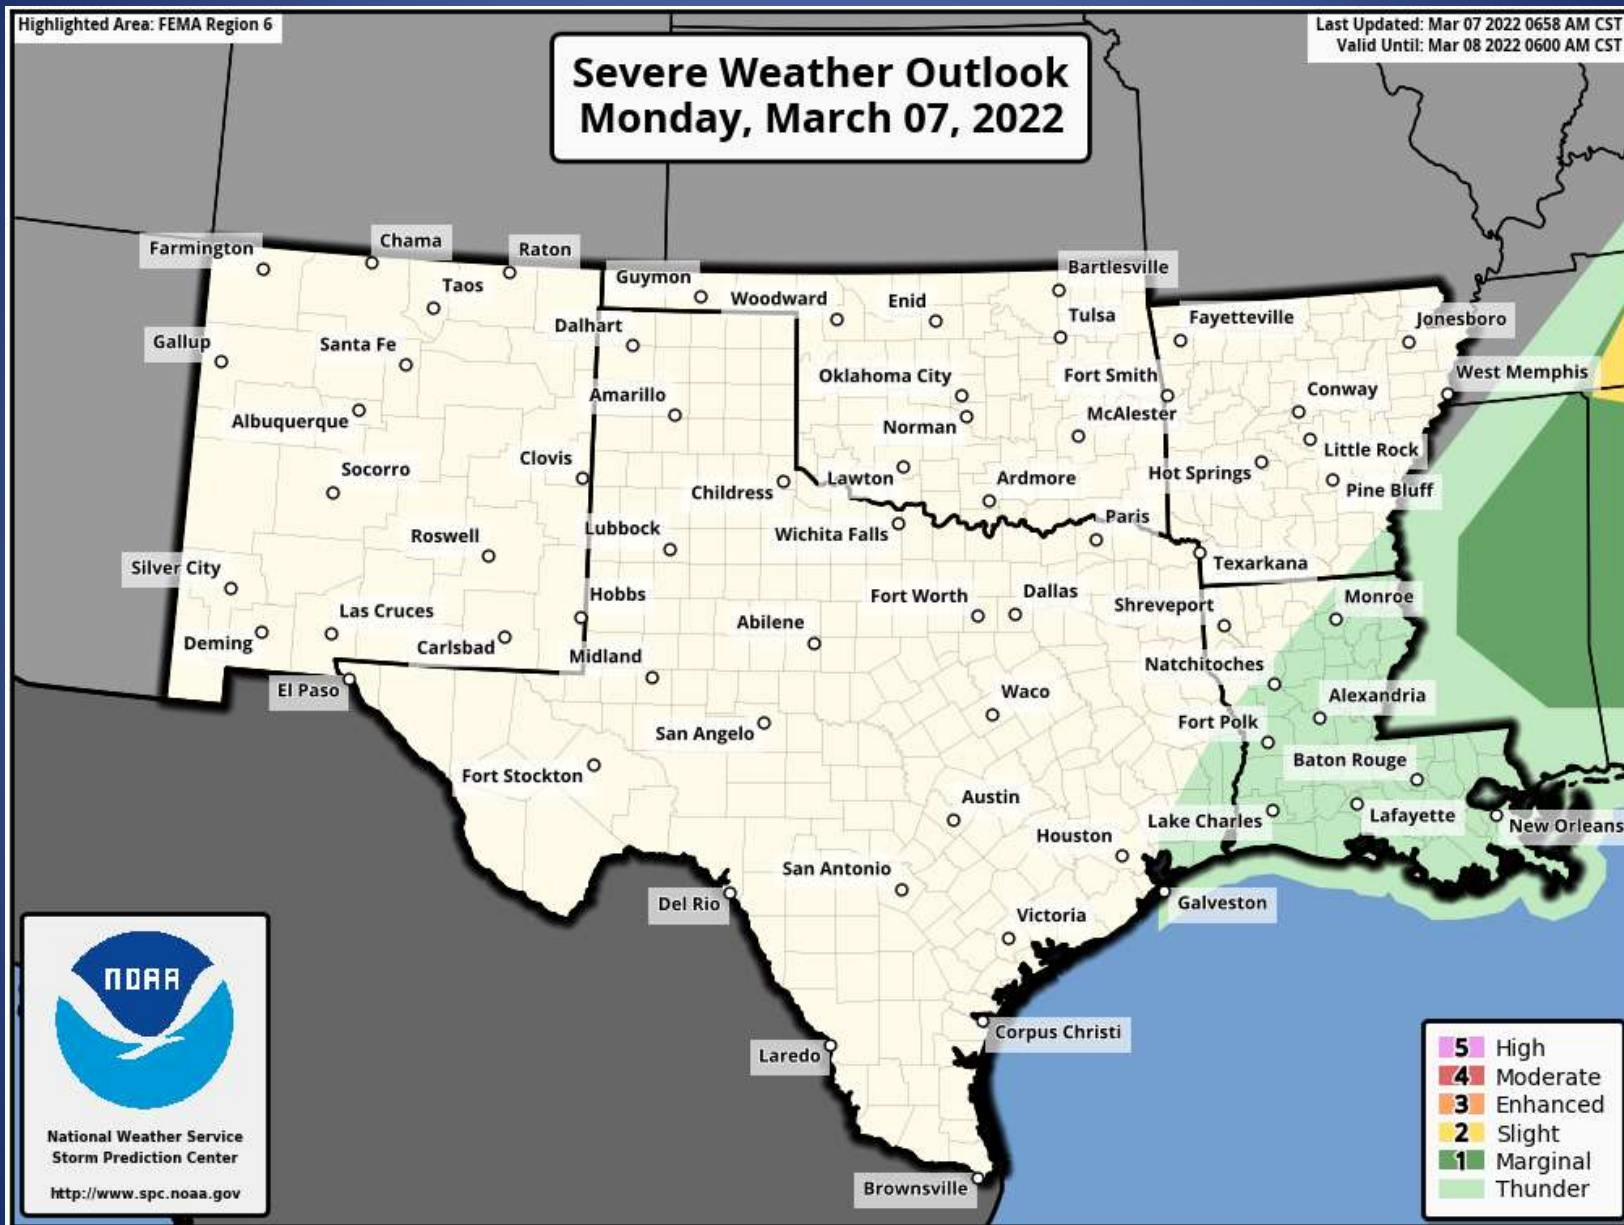 Highlighted Area: FEMA Region 6
Last Updated: Mar 07 2022 0658 AM CST
Valid Until: Mar 08 2022 0600 AM CST
Severe Weather Outlook
Monday, March 07, 2022
Farmington
Chama
Raton
Taos
Guymon
Woodward
Enid
Bartlesville
Tulsa
Fayetteville
Jonesboro
Gallup
Santa Fe
Dalhart
Oklahoma City
Fort Smith
West Memphis
Conway
Amarillo
Albuquerque
Norman
McAlester
Little Rock
Socorro
Clovis
Childress
Lawton
Ardmore
Hot Springs
Pine Bluff
Paris
Roswell
Lubbock
Wichita Falls
Texarkana
Silver City
Hobbs
Fort Worth
Dallas
Shreveport
Monroe
Las Cruces
Deming
Carlsbad
Abilene
Midland
Natchitoches
El Paso
Waco
Alexandria
San Angelo
Fort Polk
Fort Stockton
Baton Rouge
Austin
Houston
Lake Charles
Lafayette
New Orleans
San Antonio
Del Rio
Victoria
Galveston
Corpus Christi
Laredo
Brownsville
NOAA
National Weather Service
Storm Prediction Center
http://www.spc.noaa.gov
5 High
4 Moderate
3 Enhanced
2 Slight
1 Marginal
Thunder